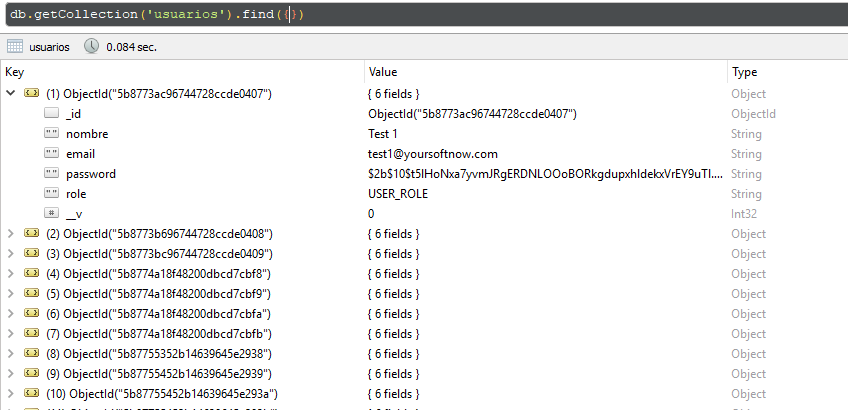 db.getCollection('usuarios').find({})
usuarios 0.084 sec.
Key Value Type
(1) ObjectId("5b8773ac96744728ccde0407") { 6 fields } Object
_id ObjectId("5b8773ac96744728ccde0407") ObjectId
nombre Test 1 String
email test1@yoursoftnow.com String
password $2b$10$t5lHoNxa7yvmJRgERDNLOOoBORkgdupxhIdekxVrEY9uTI.... String
role USER_ROLE String
__v 0 Int32
(2) ObjectId("5b8773b696744728ccde0408") { 6 fields } Object
(3) ObjectId("5b8773bc96744728ccde0409") { 6 fields } Object
(4) ObjectId("5b8774a18f48200dbcd7cbf8") { 6 fields } Object
(5) ObjectId("5b8774a18f48200dbcd7cbf9") { 6 fields } Object
(6) ObjectId("5b8774a18f48200dbcd7cbfa") { 6 fields } Object
(7) ObjectId("5b8774a18f48200dbcd7cbfb") { 6 fields } Object
(8) ObjectId("5b87755352b14639645e2938") { 6 fields } Object
(9) ObjectId("5b87755452b14639645e2939") { 6 fields } Object
(10) ObjectId("5b87755452b14639645e293a") { 6 fields } Object